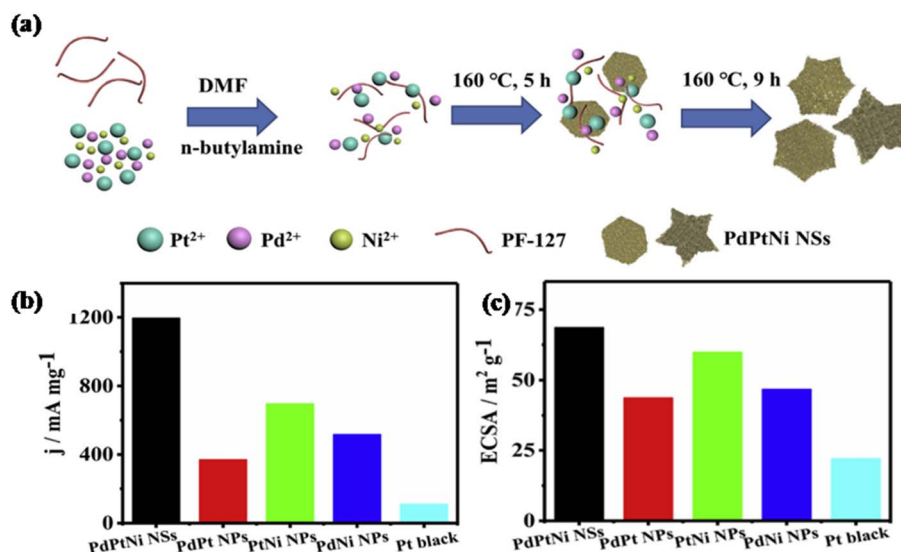 (a)
DMF
n-butylamine
160 °C, 5 h
160 °C, 9 h
Pt²⁺
Pd²⁺
Ni²⁺
PF-127
PdPtNi NSs
(b)
j / mA mg-1
1200
800
400
0
PdPtNi NSs
PdPt NPs
PtNi NPs
PdNi NPs
Pt black
(c)
ECSA / m² g-1
75
50
25
0
PdPtNi NSs
PdPt NPs
PtNi NPs
PdNi NPs
Pt black